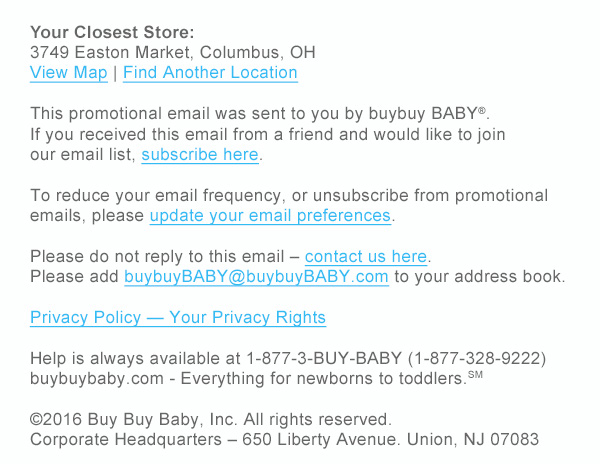 Your Closest Store:
3749 Easton Market, Columbus, OH
View Map | Find Another Location
This promotional email was sent to you by buybuy BABY®.
If you received this email from a friend and would like to join
our email list, subscribe here.
To reduce your email frequency, or unsubscribe from promotional
emails, please update your email preferences.
Please do not reply to this email – contact us here.
Please add buybuyBABY@buybuyBABY.com to your address book.
Privacy Policy — Your Privacy Rights
Help is always available at 1-877-3-BUY-BABY (1-877-328-9222)
buybuybaby.com - Everything for newborns to toddlers.℠
©2016 Buy Buy Baby, Inc. All rights reserved.
Corporate Headquarters – 650 Liberty Avenue. Union, NJ 07083